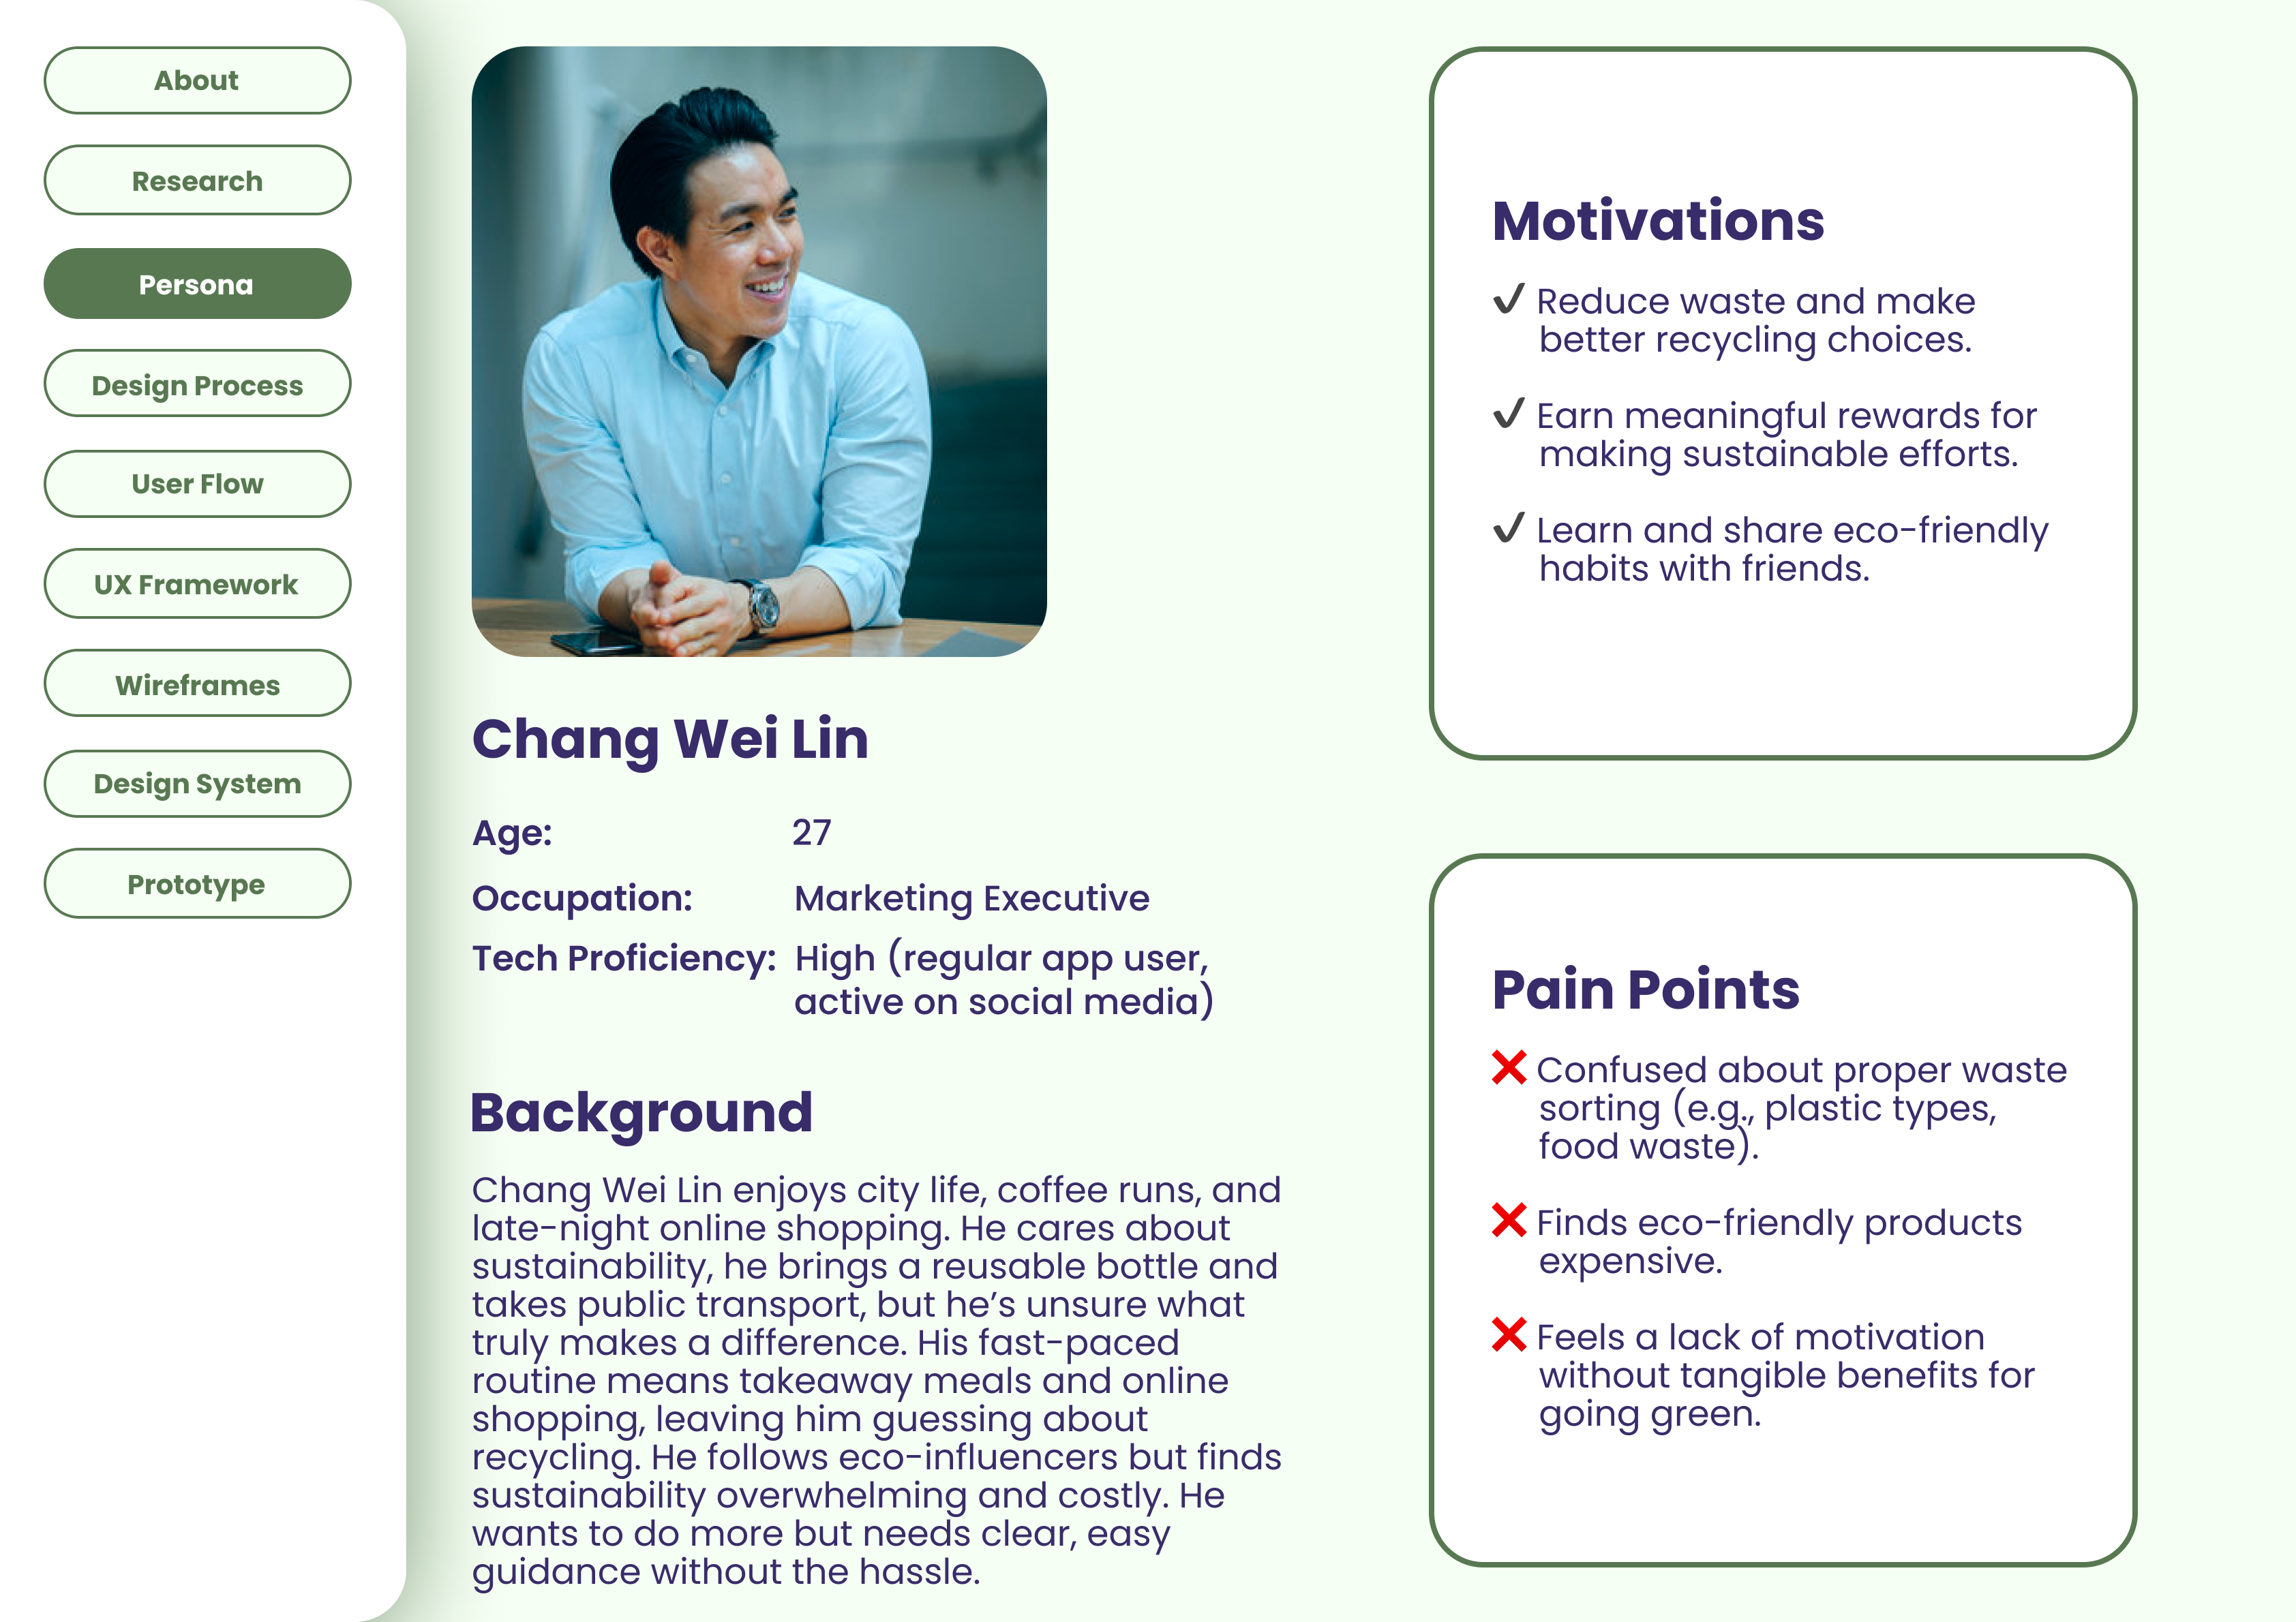 About
Research
Persona
Design Process
User Flow
UX Framework
Wireframes
Design System
Prototype
Chang Wei Lin
Age: 27
Occupation: Marketing Executive
Tech Proficiency: High (regular app user,
active on social media)
Background
Chang Wei Lin enjoys city life, coffee runs, and
late-night online shopping. He cares about
sustainability, he brings a reusable bottle and
takes public transport, but he’s unsure what
truly makes a difference. His fast-paced
routine means takeaway meals and online
shopping, leaving him guessing about
recycling. He follows eco-influencers but finds
sustainability overwhelming and costly. He
wants to do more but needs clear, easy
guidance without the hassle.
Motivations
✔ Reduce waste and make
better recycling choices.
✔ Earn meaningful rewards for
making sustainable efforts.
✔ Learn and share eco-friendly
habits with friends.
Pain Points
❌ Confused about proper waste
sorting (e.g., plastic types,
food waste).
❌ Finds eco-friendly products
expensive.
❌ Feels a lack of motivation
without tangible benefits for
going green.